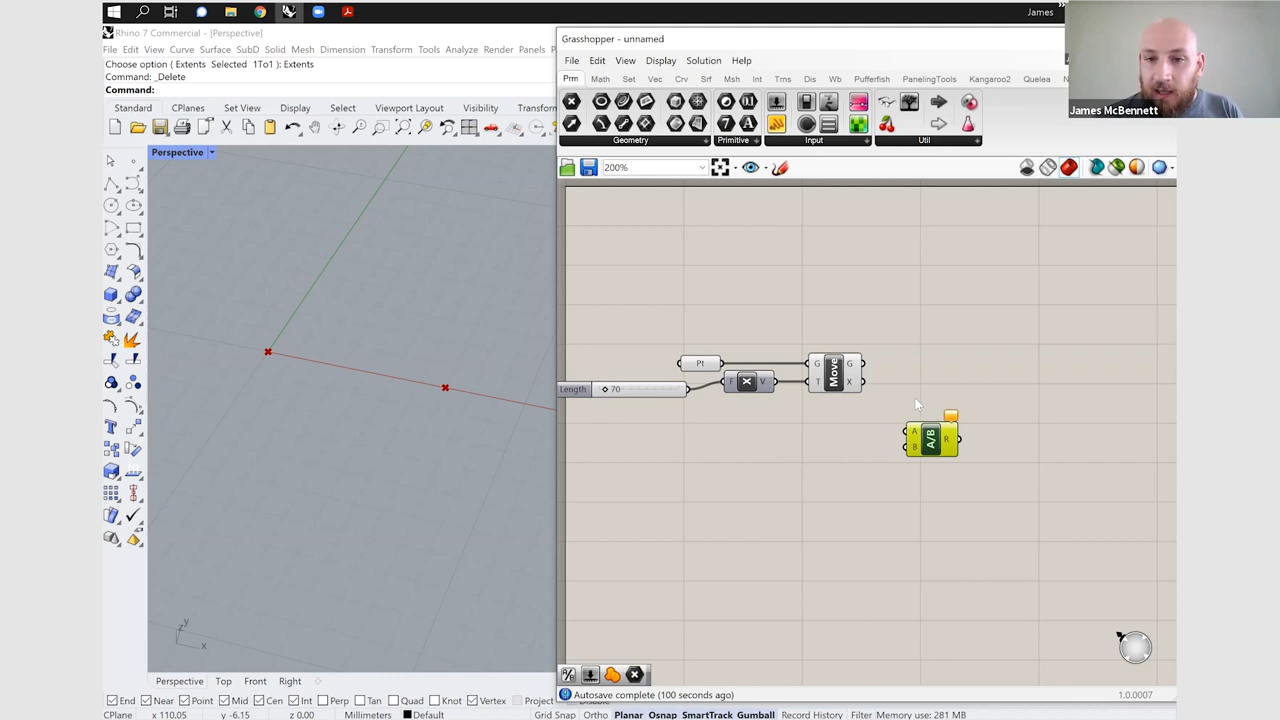 James
Rhino 7 Commercial - [Perspective]
File Edit View Curve Surface SubD Solid Mesh Dimension Transform Tools Analyze Render Panels
Choose option ( Extents Selected 1To1 ): Extents
Command: _Delete
Command:
Standard CPlanes Set View Display Select Viewport Layout Visibility Transform
Perspective
z y x
Perspective Top Front Right
End Near Point Mid Cen Int Perp Tan Quad Knot Vertex Project
Disable
CPlane x 110.05 y -6.15 z 0.00 Millimeters Default Grid Snap Ortho Planar Osnap SmartTrack Gumball Record History Filter Memory use: 281 MB
Grasshopper - unnamed
File Edit View Display Solution Help
Prm Math Set Vec Crv Srf Msh Int Trns Dis Wb Pufferfish PanelingTools Kangaroo2 Quelea
Geometry Primitive Input Util
200%
Pt
Length 70
F X V
G T Move G X
A B A/B R
Autosave complete (100 seconds ago)
1.0.0007
James McBennett